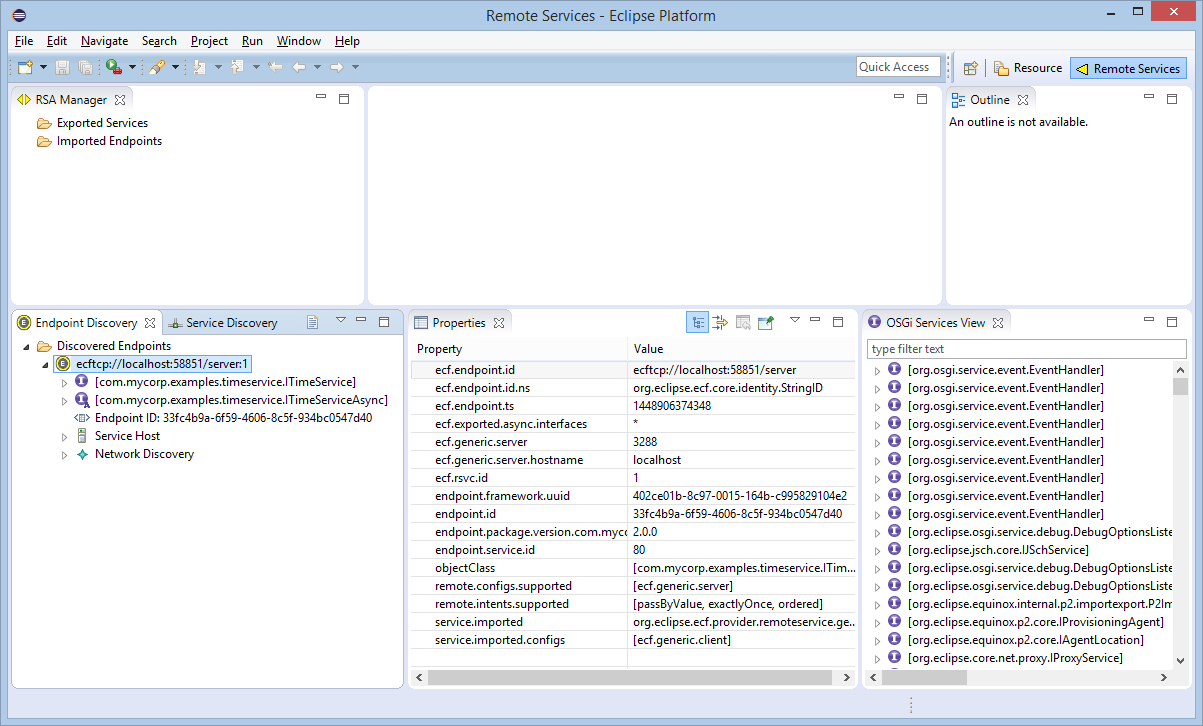 Remote Services - Eclipse Platform
File Edit Navigate Search Project Run Window Help
Quick Access Resource Remote Services
RSA Manager
Exported Services
Imported Endpoints
Outline
An outline is not available.
Endpoint Discovery Service Discovery
Discovered Endpoints
ecftcp://localhost:58851/server:1
[com.mycorp.examples.timeservice.ITimeService]
[com.mycorp.examples.timeservice.ITimeServiceAsync]
Endpoint ID: 33fc4b9a-6f59-4606-8c5f-934bc0547d40
Service Host
Network Discovery
Properties
Property Value
ecf.endpoint.id ecftcp://localhost:58851/server
ecf.endpoint.id.ns org.eclipse.ecf.core.identity.StringID
ecf.endpoint.ts 1448906374348
ecf.exported.async.interfaces *
ecf.generic.server 3288
ecf.generic.server.hostname localhost
ecf.rsvc.id 1
endpoint.framework.uuid 402ce01b-8c97-0015-164b-c995829104e2
endpoint.id 33fc4b9a-6f59-4606-8c5f-934bc0547d40
endpoint.package.version.com.myco 2.0.0
endpoint.service.id 80
objectClass [com.mycorp.examples.timeservice.ITim...
remote.configs.supported [ecf.generic.server]
remote.intents.supported [passByValue, exactlyOnce, ordered]
service.imported org.eclipse.ecf.provider.remoteservice.ge...
service.imported.configs [ecf.generic.client]
OSGi Services View
type filter text
[org.osgi.service.event.EventHandler]
[org.osgi.service.event.EventHandler]
[org.osgi.service.event.EventHandler]
[org.osgi.service.event.EventHandler]
[org.osgi.service.event.EventHandler]
[org.osgi.service.event.EventHandler]
[org.osgi.service.event.EventHandler]
[org.osgi.service.event.EventHandler]
[org.osgi.service.event.EventHandler]
[org.eclipse.osgi.service.debug.DebugOptionsListe
[org.eclipse.jsch.core.IJSchService]
[org.eclipse.osgi.service.debug.DebugOptionsListe
[org.eclipse.osgi.service.debug.DebugOptionsListe
[org.eclipse.equinox.internal.p2.importexport.P2Im
[org.eclipse.equinox.p2.core.IProvisioningAgent]
[org.eclipse.equinox.p2.core.IAgentLocation]
[org.eclipse.core.net.proxy.IProxyService]